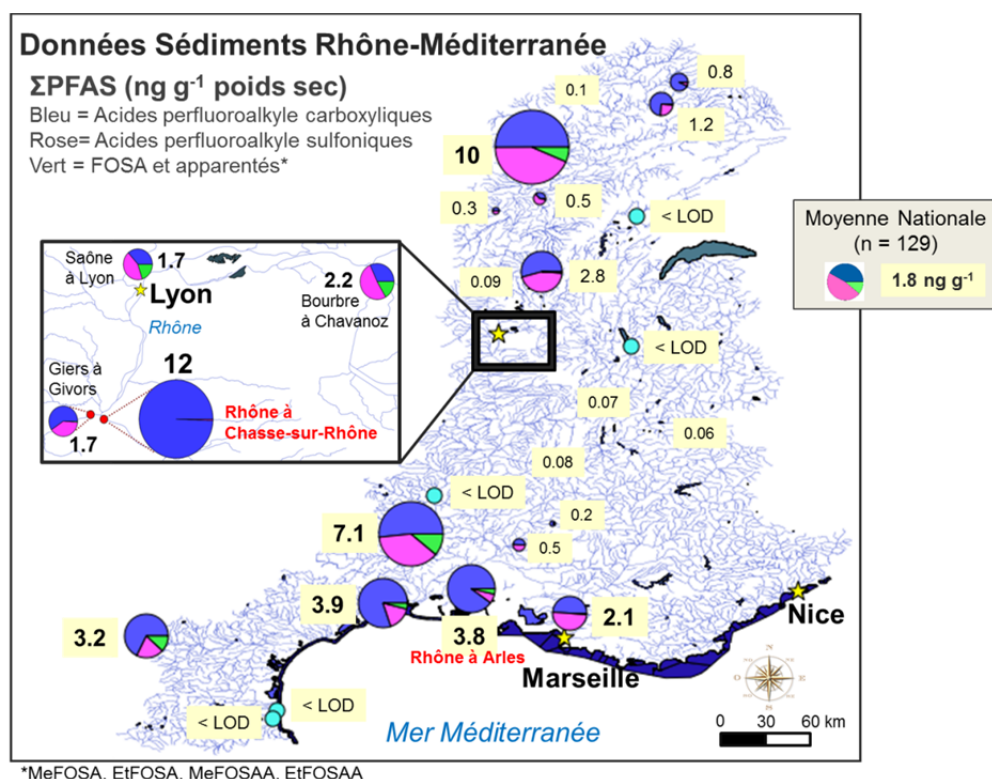 Données Sédiments Rhône-Méditerranée
ΣPFAS (ng g⁻¹ poids sec)
Bleu = Acides perfluoroalkyle carboxyliques
Rose= Acides perfluoroalkyle sulfoniques
Vert = FOSA et apparentés*
0.1
0.8
1.2
10
0.3
0.5
< LOD
Moyenne Nationale
(n = 129)
1.8 ng g⁻¹
Saône
à Lyon
1.7
Lyon
Rhône
2.2
Bourbre
à Chavanoz
Giers à
Givors
1.7
12
Rhône à
Chasse-sur-Rhône
0.09
2.8
< LOD
0.07
0.06
0.08
< LOD
0.2
7.1
0.5
3.9
3.8
Rhône à Arles
2.1
Nice
3.2
Marseille
< LOD
< LOD
Mer Méditerranée
N
O
E
S
0 30 60 km
*MeFOSA, EtFOSA, MeFOSAA, EtFOSAA